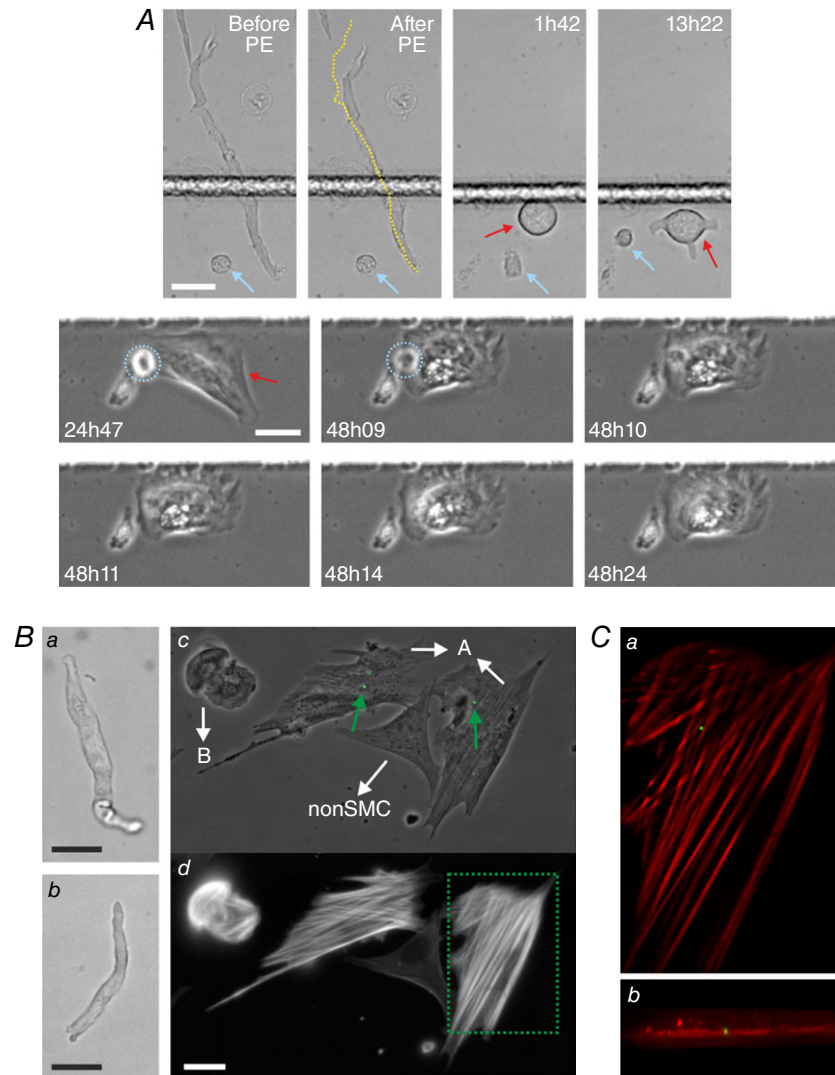 A
Before
PE
After
PE
1h42
13h22
24h47
48h09
48h10
48h11
48h14
48h24
B
a
b
c
A
B
nonSMC
d
C
a
b